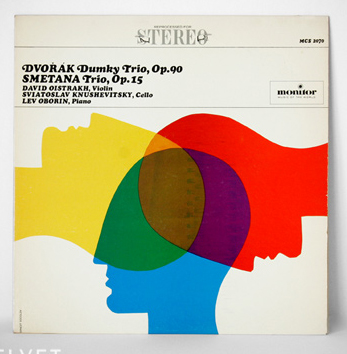 STEREO
MCS 2070
DVOŘÁK Dumky Trio, Op.90
SMETANA Trio, Op.15
DAVID OISTRAKH, Violin
SVIATOSLAV KNUSHEVITSKY, Cello
LEV OBORIN, Piano
monitor